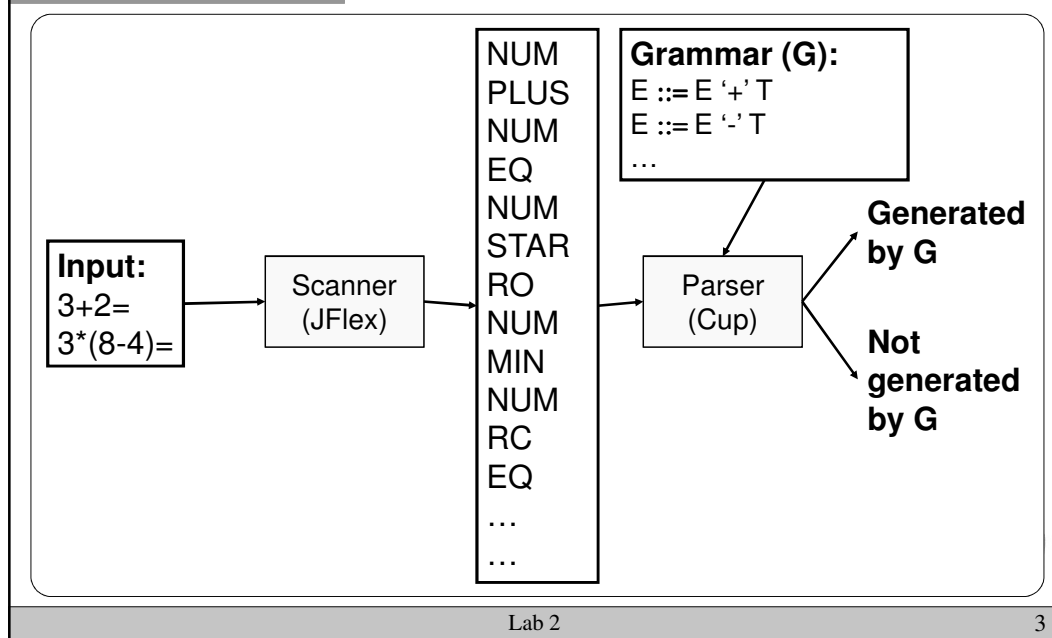 Input:
3+2=
3*(8-4)=
Scanner
(JFlex)
NUM
PLUS
NUM
EQ
NUM
STAR
RO
NUM
MIN
NUM
RC
EQ
…
…
Grammar (G):
E ::= E ‘+’ T
E ::= E ‘-’ T
…
Parser
(Cup)
Generated
by G
Not
generated
by G
Lab 2
3